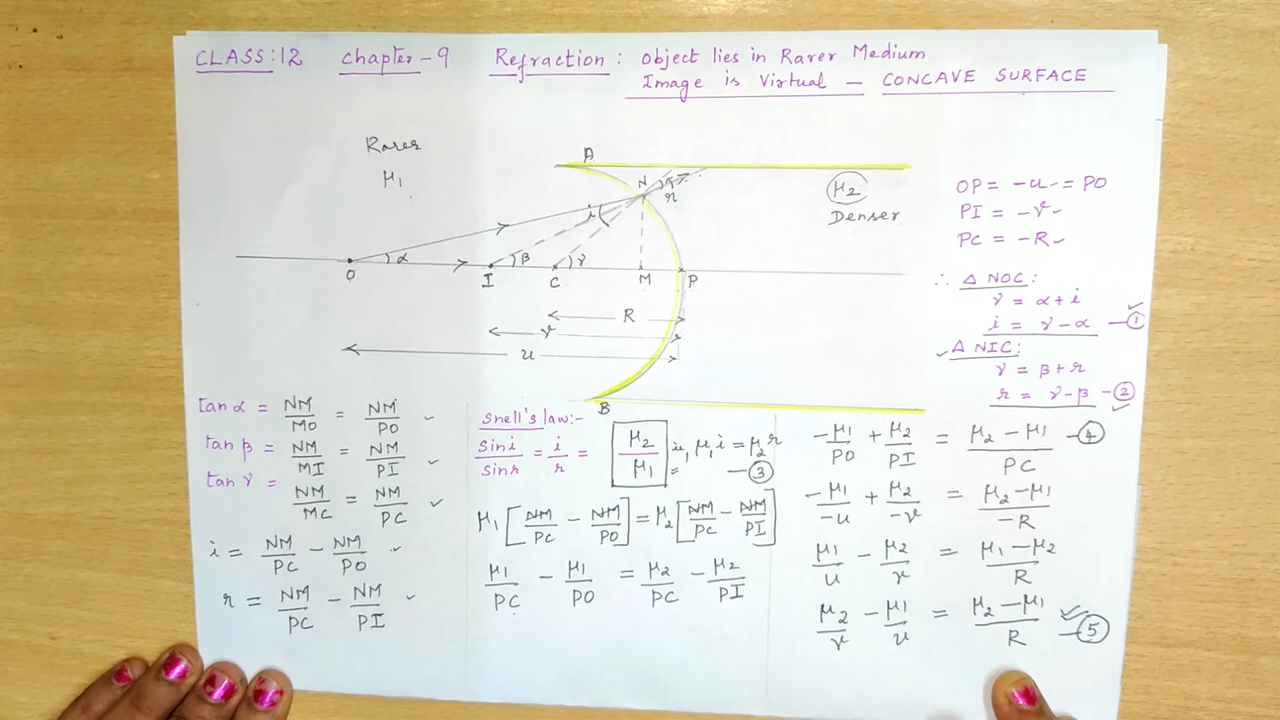 CLASS:12 Chapter-9 Refraction: Object lies in Rarer Medium
Image is Virtual — CONCAVE SURFACE
Rarer
μ1
A
N
r
i
μ2
Denser
α
β
γ
O
I
C
M
P
R
v
u
B
OP = -u = PO
PI = -v
PC = -R
∴ Δ NOC:
γ = α + i
i = γ - α —①
Δ NIC:
γ = β + r
r = γ - β —②
tan α = NM/MO = NM/PO
tan β = NM/MI = NM/PI
tan γ = NM/MC = NM/PC
i = NM/PC - NM/PO
r = NM/PC - NM/PI
Snell's law:-
sin i/sin r = i/r = μ2/μ1 ie, μ1 i = μ2 r —③
μ1 [NM/PC - NM/PO] = μ2 [NM/PC - NM/PI]
μ1/PC - μ1/PO = μ2/PC - μ2/PI
-μ1/PO + μ2/PI = μ2 - μ1/PC —④
-μ1/-u + μ2/-v = μ2 - μ1/-R
μ1/u - μ2/v = μ1 - μ2/R
μ2/v - μ1/u = μ2 - μ1/R —⑤